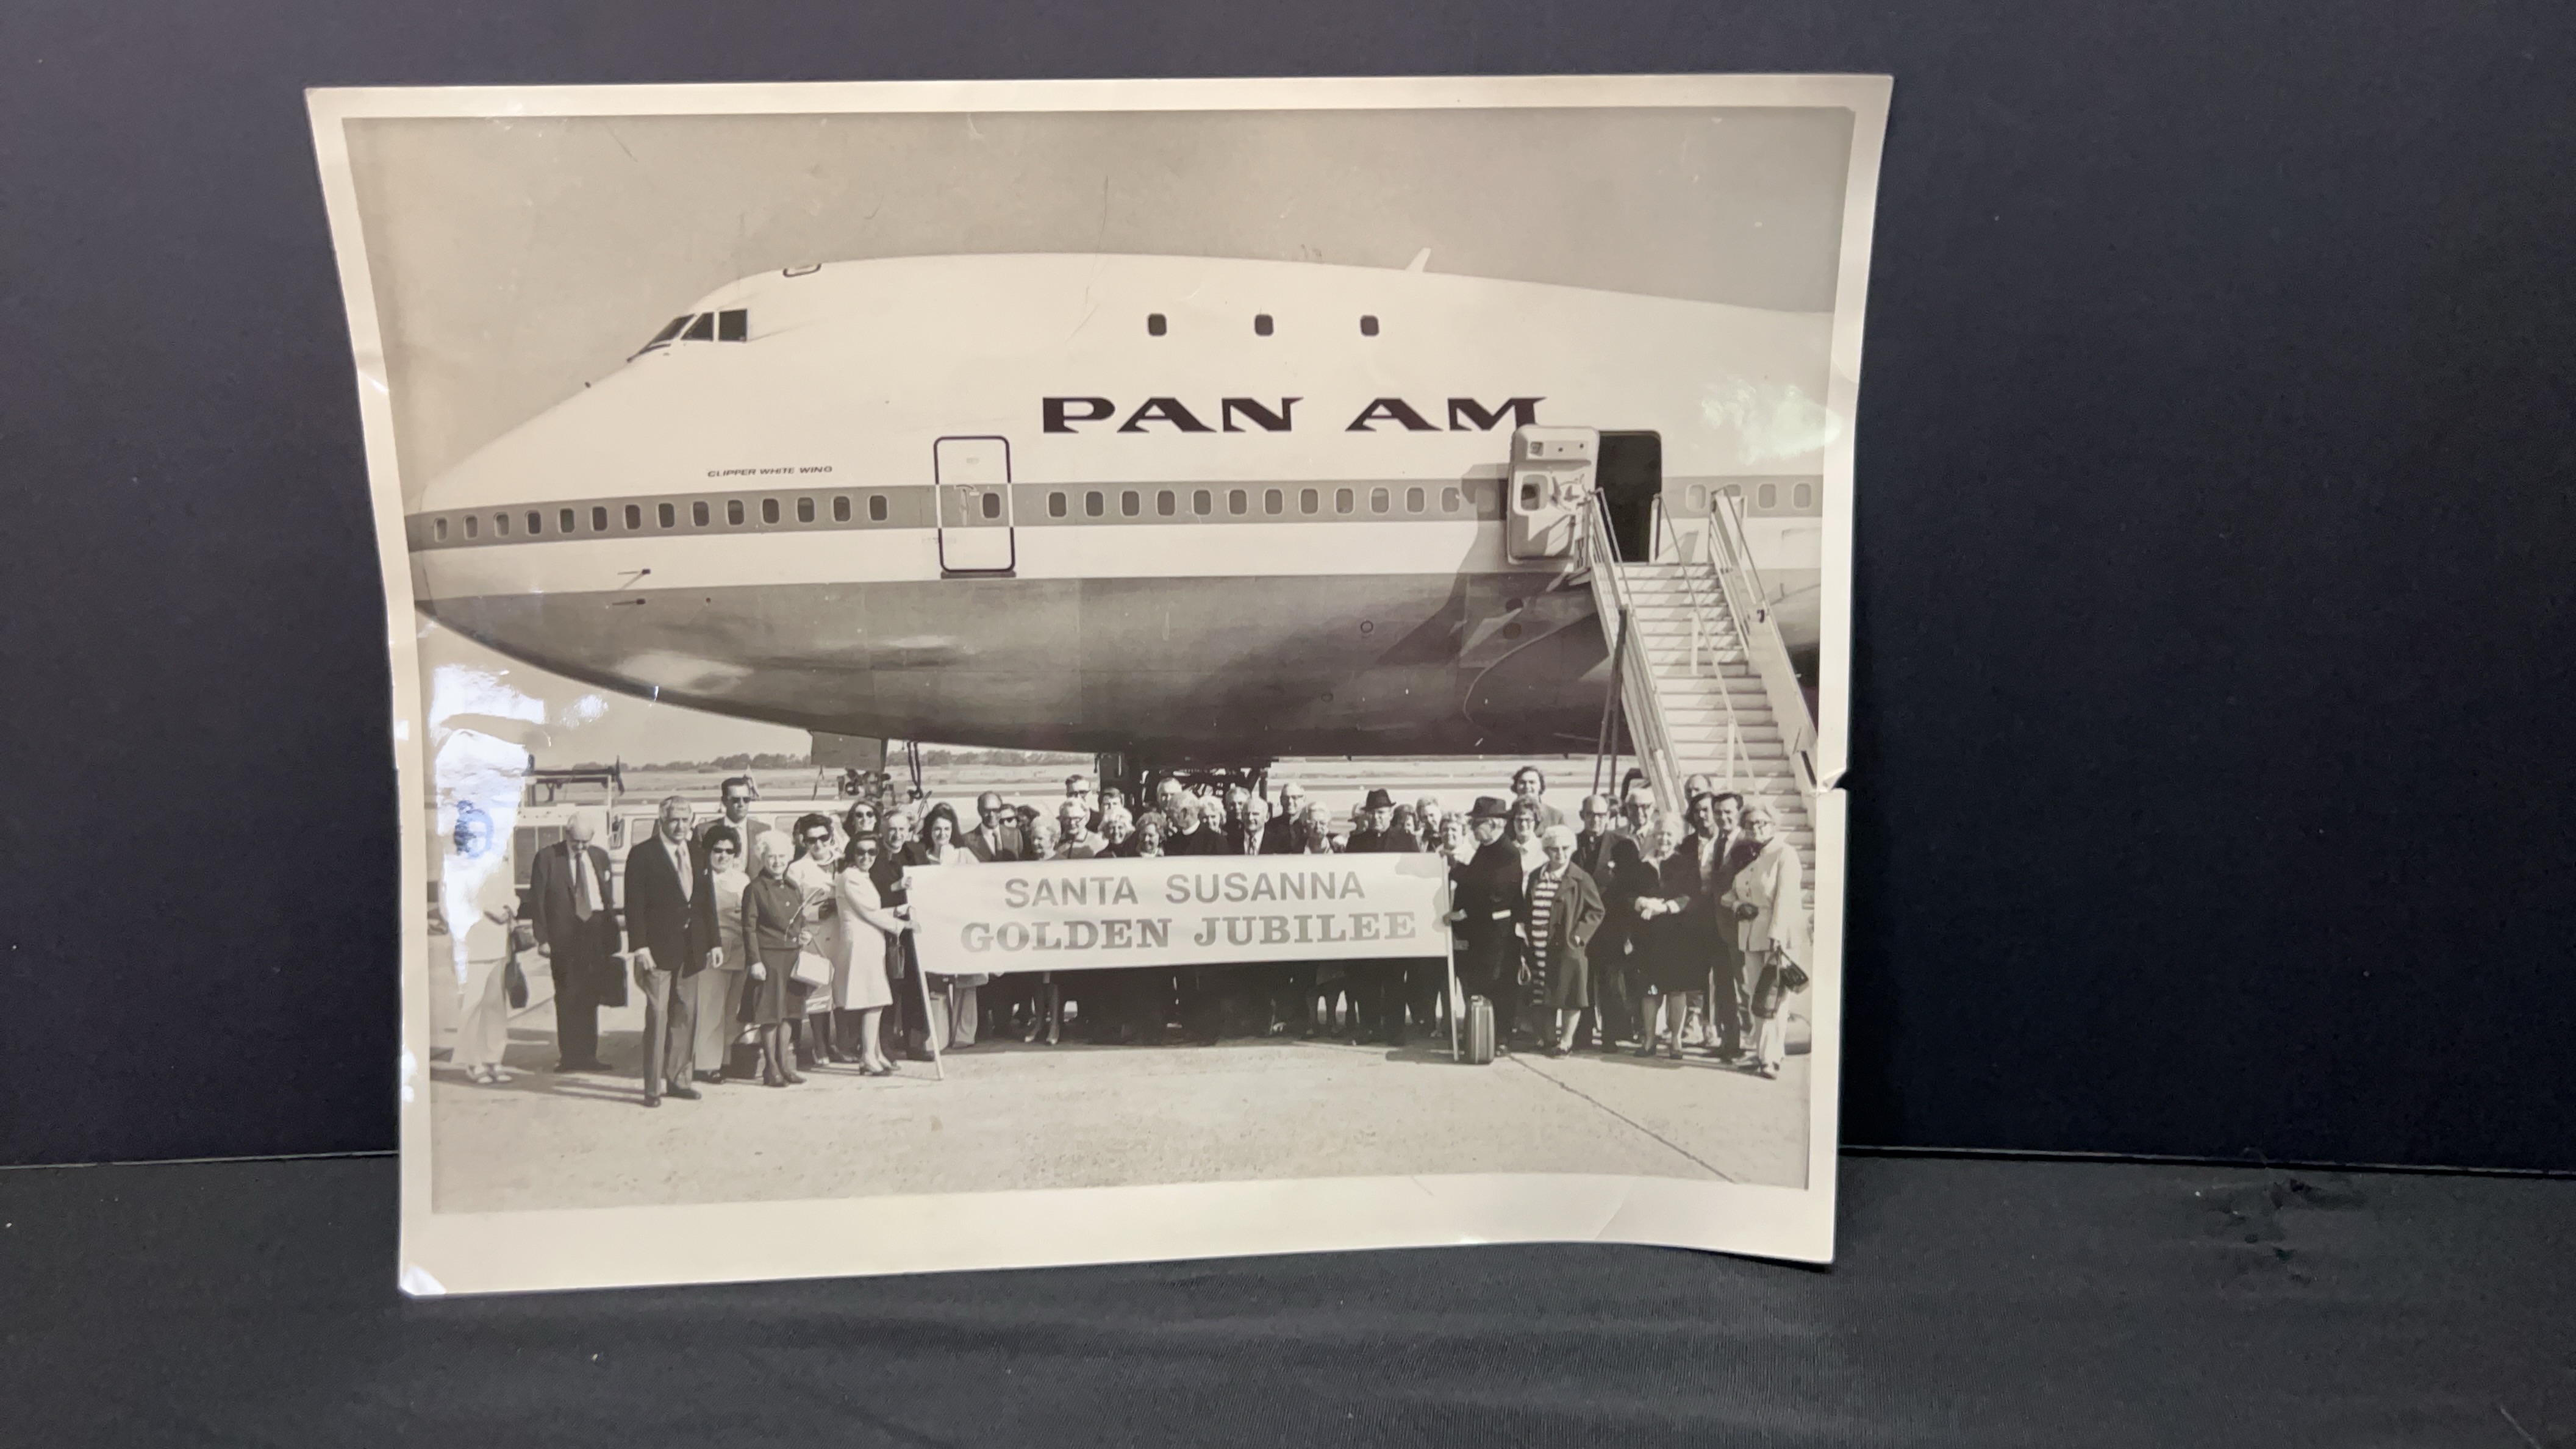 PAN AM
CLIPPER WHITE WING
SANTA SUSANNA
GOLDEN JUBILEE